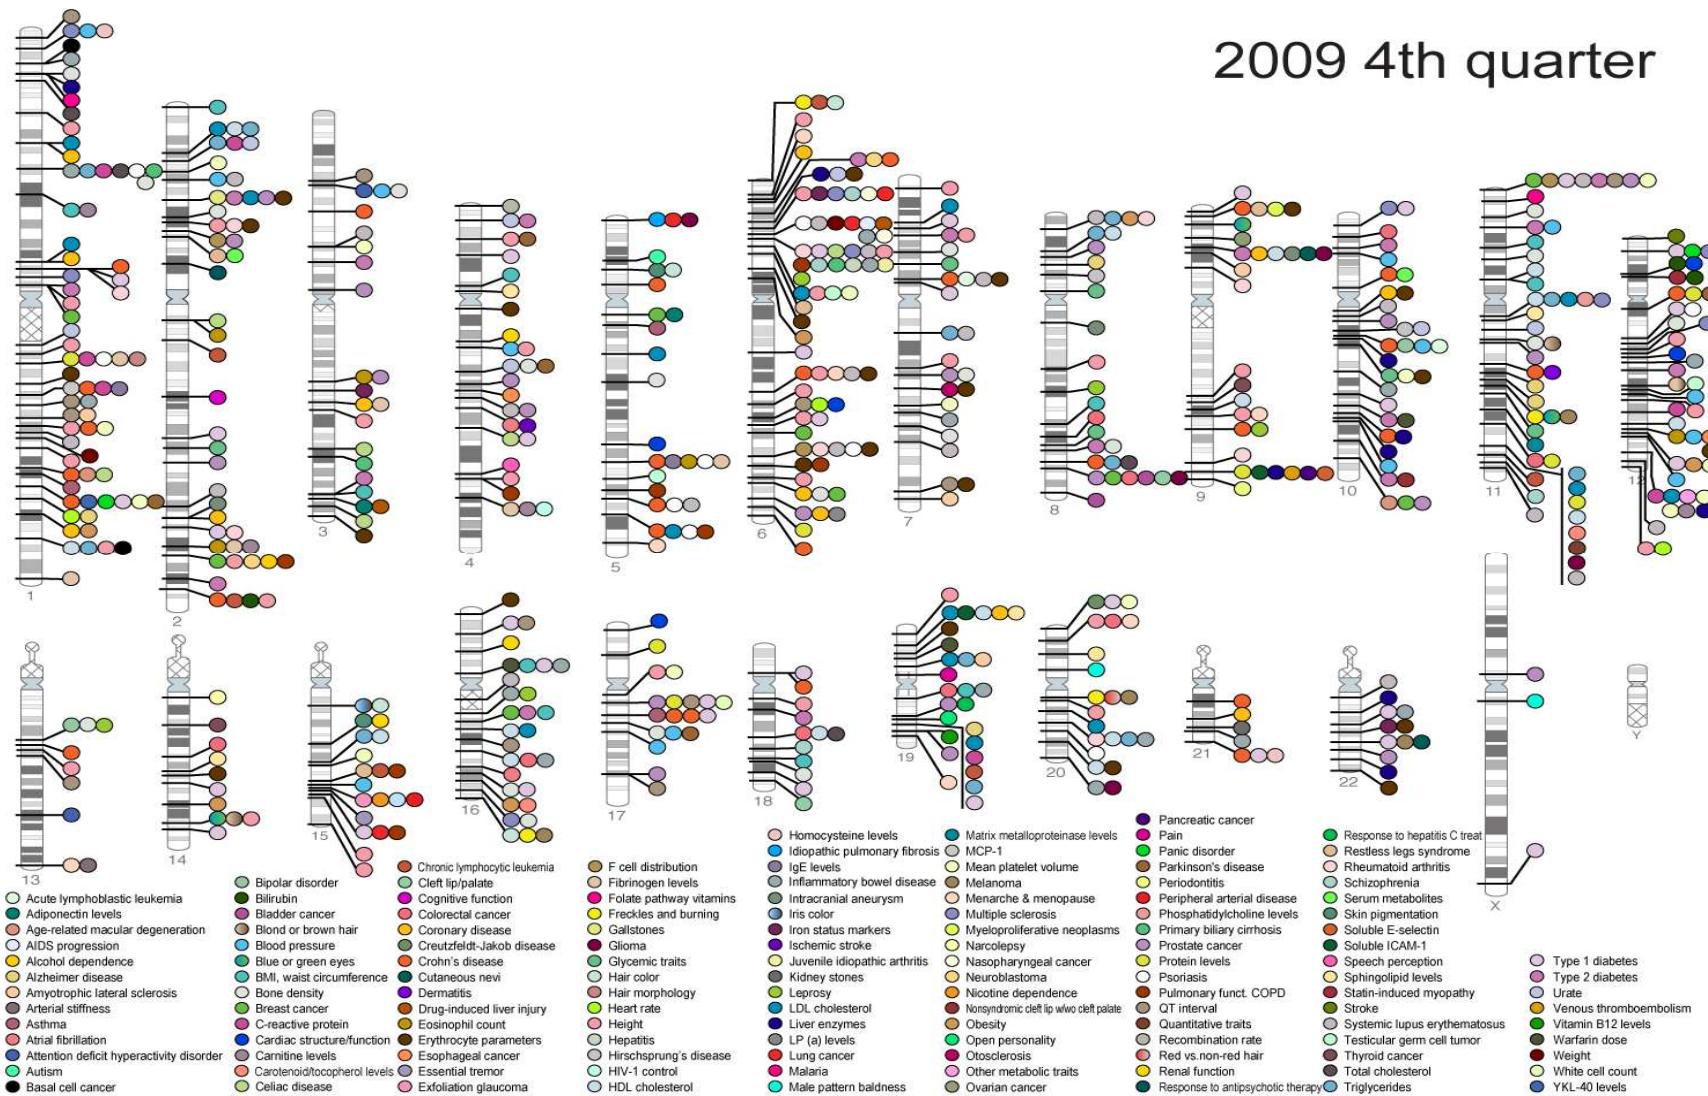 2009 4th quarter
1
2
3
4
5
6
7
8
9
10
11
12
13
14
15
16
17
18
19
20
21
22
X
Y
Acute lymphoblastic leukemia
Adiponectin levels
Age-related macular degeneration
AIDS progression
Alcohol dependence
Alzheimer disease
Amyotrophic lateral sclerosis
Arterial stiffness
Asthma
Atrial fibrillation
Attention deficit hyperactivity disorder
Autism
Basal cell cancer
Bipolar disorder
Bilirubin
Bladder cancer
Blond or brown hair
Blood pressure
Blue or green eyes
BMI, waist circumference
Bone density
Breast cancer
C-reactive protein
Cardiac structure/function
Carnitine levels
Carotenoid/tocopherol levels
Celiac disease
Chronic lymphocytic leukemia
Cleft lip/palate
Cognitive function
Colorectal cancer
Coronary disease
Creutzfeldt-Jakob disease
Crohn's disease
Cutaneous nevi
Dermatitis
Drug-induced liver injury
Eosinophil count
Erythrocyte parameters
Esophageal cancer
Essential tremor
Exfoliation glaucoma
F cell distribution
Fibrinogen levels
Folate pathway vitamins
Freckles and burning
Gallstones
Glioma
Glycemic traits
Hair color
Hair morphology
Heart rate
Height
Hepatitis
Hirschsprung's disease
HIV-1 control
HDL cholesterol
Homocysteine levels
Idiopathic pulmonary fibrosis
IgE levels
Inflammatory bowel disease
Intracranial aneurysm
Iris color
Iron status markers
Ischemic stroke
Juvenile idiopathic arthritis
Kidney stones
Leprosy
LDL cholesterol
Liver enzymes
LP (a) levels
Lung cancer
Malaria
Male pattern baldness
Matrix metalloproteinase levels
MCP-1
Mean platelet volume
Melanoma
Menarche & menopause
Multiple sclerosis
Myeloproliferative neoplasms
Narcolepsy
Nasopharyngeal cancer
Neuroblastoma
Nicotine dependence
Nonsyndromic cleft lip w/wo cleft palate
Obesity
Open personality
Otosclerosis
Other metabolic traits
Ovarian cancer
Pancreatic cancer
Pain
Panic disorder
Parkinson's disease
Periodontitis
Peripheral arterial disease
Phosphatidylcholine levels
Primary biliary cirrhosis
Prostate cancer
Protein levels
Psoriasis
Pulmonary funct. COPD
QT interval
Quantitative traits
Recombination rate
Red vs.non-red hair
Renal function
Response to antipsychotic therapy
Response to hepatitis C treat
Restless legs syndrome
Rheumatoid arthritis
Schizophrenia
Serum metabolites
Skin pigmentation
Soluble E-selectin
Soluble ICAM-1
Speech perception
Sphingolipid levels
Statin-induced myopathy
Stroke
Systemic lupus erythematosus
Testicular germ cell tumor
Thyroid cancer
Total cholesterol
Triglycerides
Type 1 diabetes
Type 2 diabetes
Urate
Venous thromboembolism
Vitamin B12 levels
Warfarin dose
Weight
White cell count
YKL-40 levels